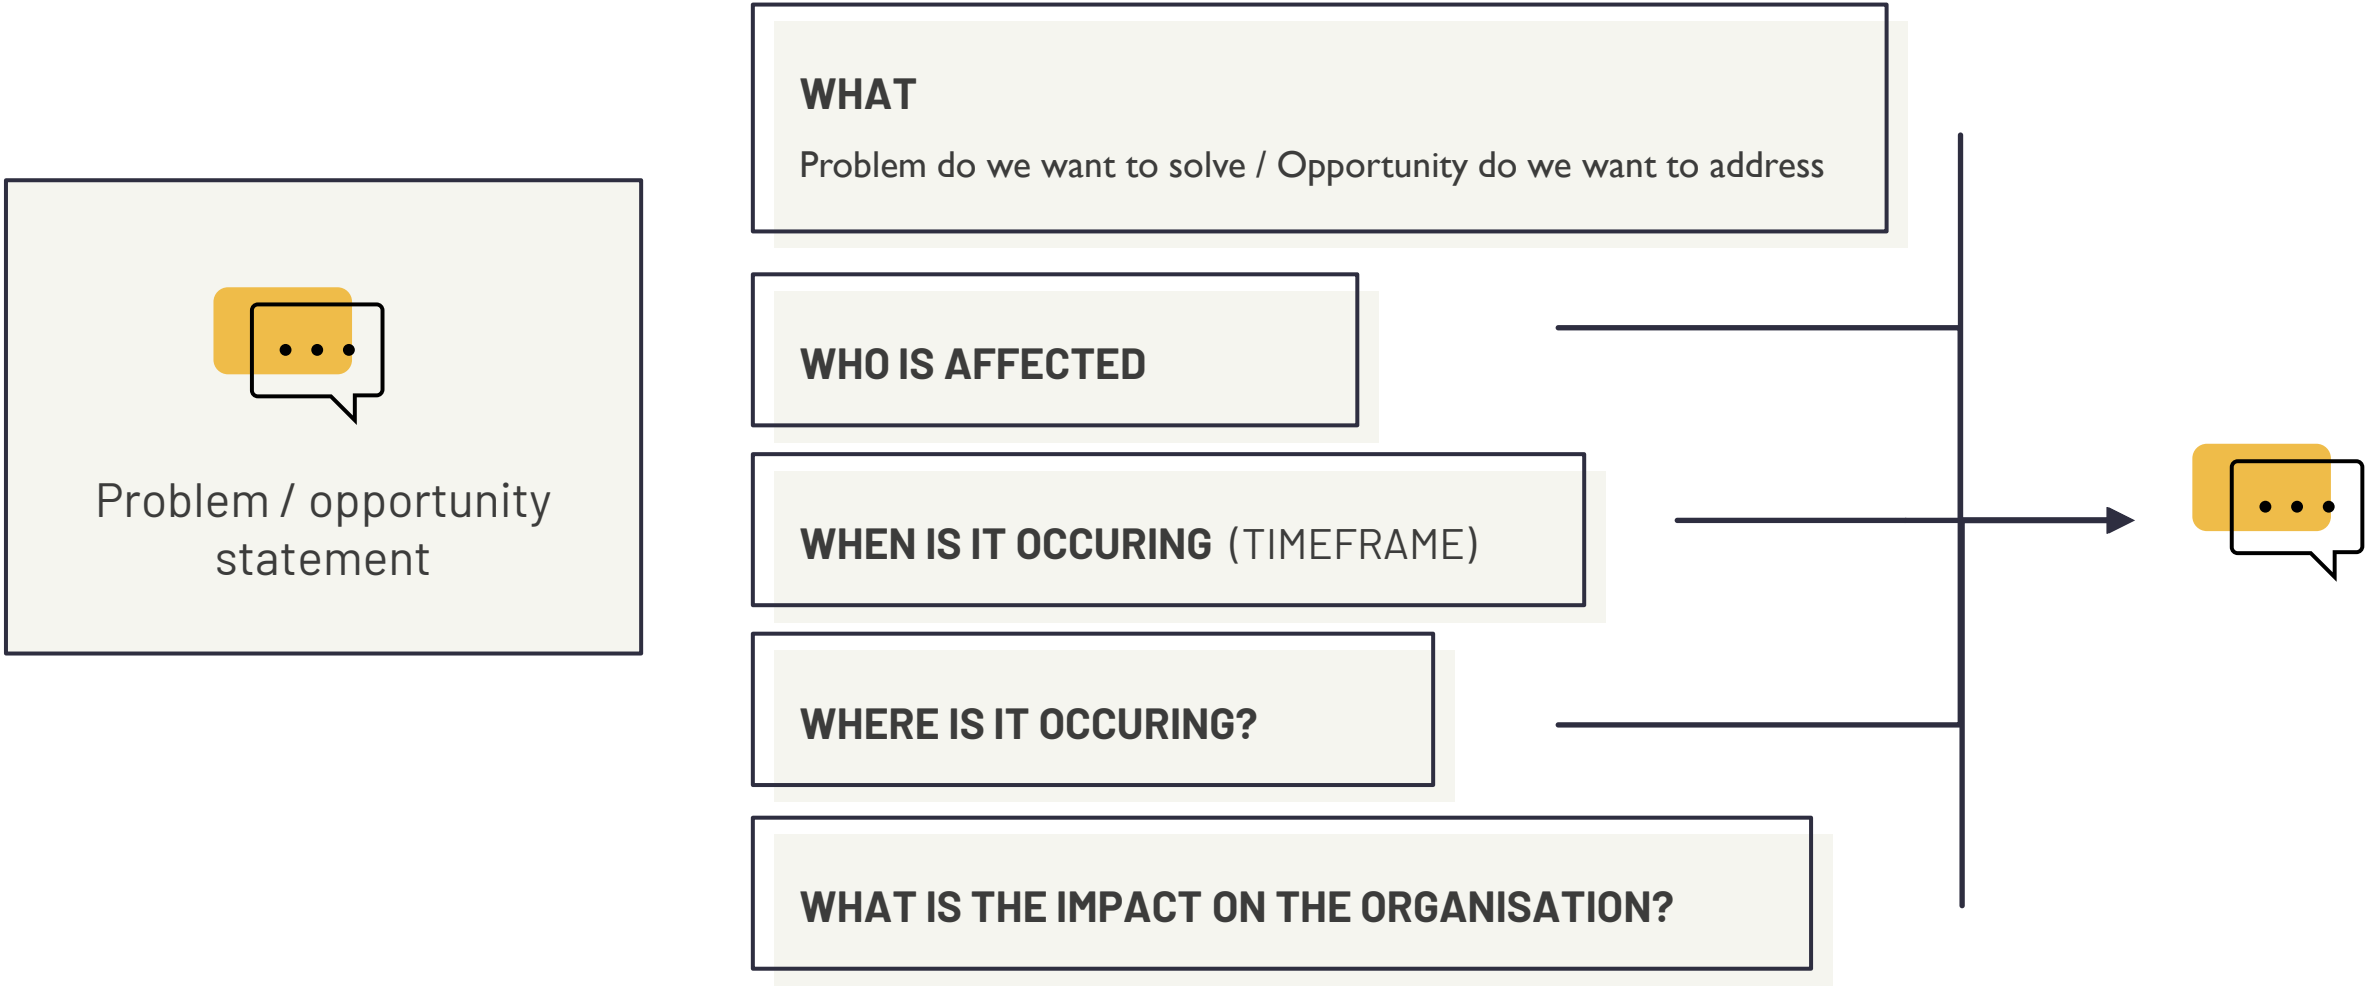 Problem / opportunity
statement
WHAT
Problem do we want to solve / Opportunity do we want to address
WHO IS AFFECTED
WHEN IS IT OCCURING (TIMEFRAME)
WHERE IS IT OCCURING?
WHAT IS THE IMPACT ON THE ORGANISATION?